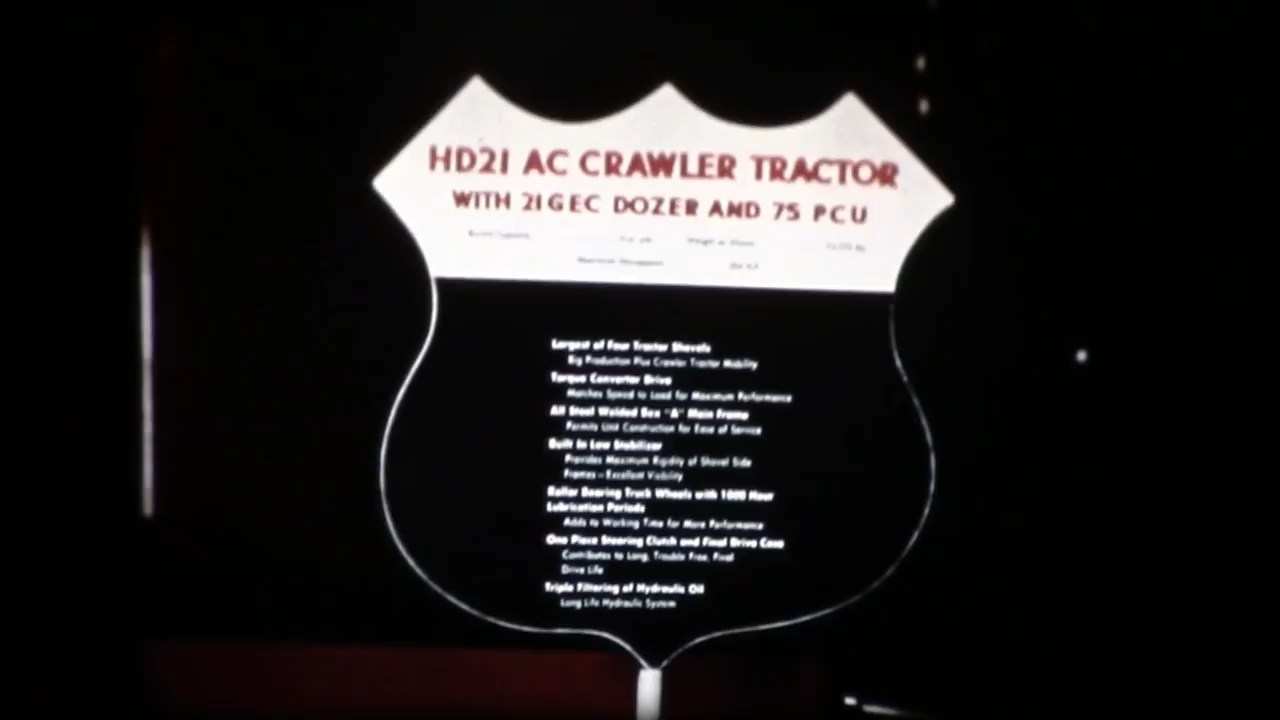 HD21 AC CRAWLER TRACTOR
WITH 21GEC DOZER AND 75 PCU
Largest of Four Tractor Shovels
Big Production Plus Crawler Tractor Mobility
Torque Converter Drive
Matches Speed to Load for Maximum Performance
All Steel Welded Box "A" Main Frame
Permits Unit Construction for Ease of Service
Built In Low Stabilizer
Provides Maximum Rigidity of Shovel Side
Frames - Excellent Visibility
Roller Bearing Truck Wheels with 1000 Hour
Lubrication Periods
Adds to Working Time for More Performance
One Piece Steering Clutch and Final Drive Case
Contributes to Long, Trouble Free, Final
Drive Life
Triple Filtering of Hydraulic Oil
Long Life Hydraulic System